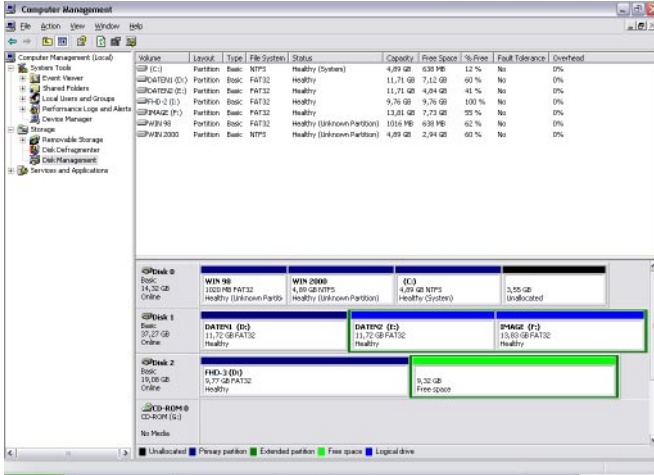 Computer Management
File Action View Window Help
Computer Management (Local)
System Tools
Event Viewer
Shared Folders
Local Users and Groups
Performance Logs and Alerts
Device Manager
Storage
Removable Storage
Disk Defragmenter
Disk Management
Services and Applications
Volume Layout Type File System Status Capacity Free Space % Free Fault Tolerance Overhead
(C:) Partition Basic NTFS Healthy (System) 4,89 GB 638 MB 12 % No 0%
DATEN1 (D:) Partition Basic FAT32 Healthy 11,71 GB 7,12 GB 60 % No 0%
DATEN2 (E:) Partition Basic FAT32 Healthy 11,71 GB 4,84 GB 41 % No 0%
FHD-2 (I:) Partition Basic FAT32 Healthy 9,76 GB 9,76 GB 100 % No 0%
IMAGE (F:) Partition Basic FAT32 Healthy 13,81 GB 7,73 GB 55 % No 0%
WIN 98 Partition Basic FAT32 Healthy (Unknown Partition) 1016 MB 638 MB 62 % No 0%
WIN 2000 Partition Basic NTFS Healthy (Unknown Partition) 4,89 GB 2,94 GB 60 % No 0%
Disk 0
Basic
14,32 GB
Online
WIN 98
1020 MB FAT32
Healthy (Unknown Partiti
WIN 2000
4,89 GB NTFS
Healthy (Unknown Partition)
(C:)
4,89 GB NTFS
Healthy (System)
3,55 GB
Unallocated
Disk 1
Basic
37,27 GB
Online
DATEN1 (D:)
11,72 GB FAT32
Healthy
DATEN2 (E:)
11,72 GB FAT32
Healthy
IMAGE (F:)
13,83 GB FAT32
Healthy
Disk 2
Basic
19,08 GB
Online
9,77 GB FAT32
Healthy
9,32 GB
Free space
CD-ROM 0
CD-ROM (G:)
No Media
Unallocated Primary partition Extended partition Free space Logical drive